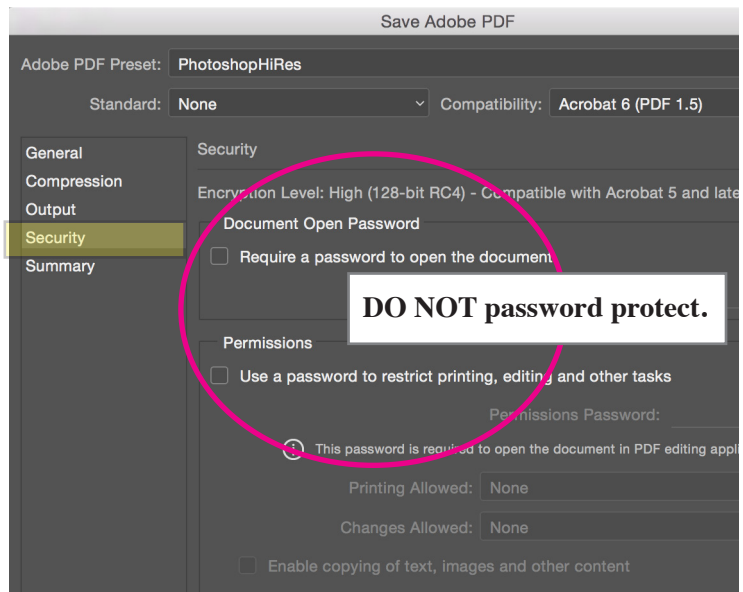 Save Adobe PDF
Adobe PDF Preset: PhotoshopHiRes
Standard: None Compatibility: Acrobat 6 (PDF 1.5)
General
Compression
Output
Security
Summary
Security
Encryption Level: High (128-bit RC4) - Compatible with Acrobat 5 and late
Document Open Password
Require a password to open the document
DO NOT password protect.
Permissions
Use a password to restrict printing, editing and other tasks
Permissions Password:
This password is required to open the document in PDF editing appli
Printing Allowed: None
Changes Allowed: None
Enable copying of text, images and other content